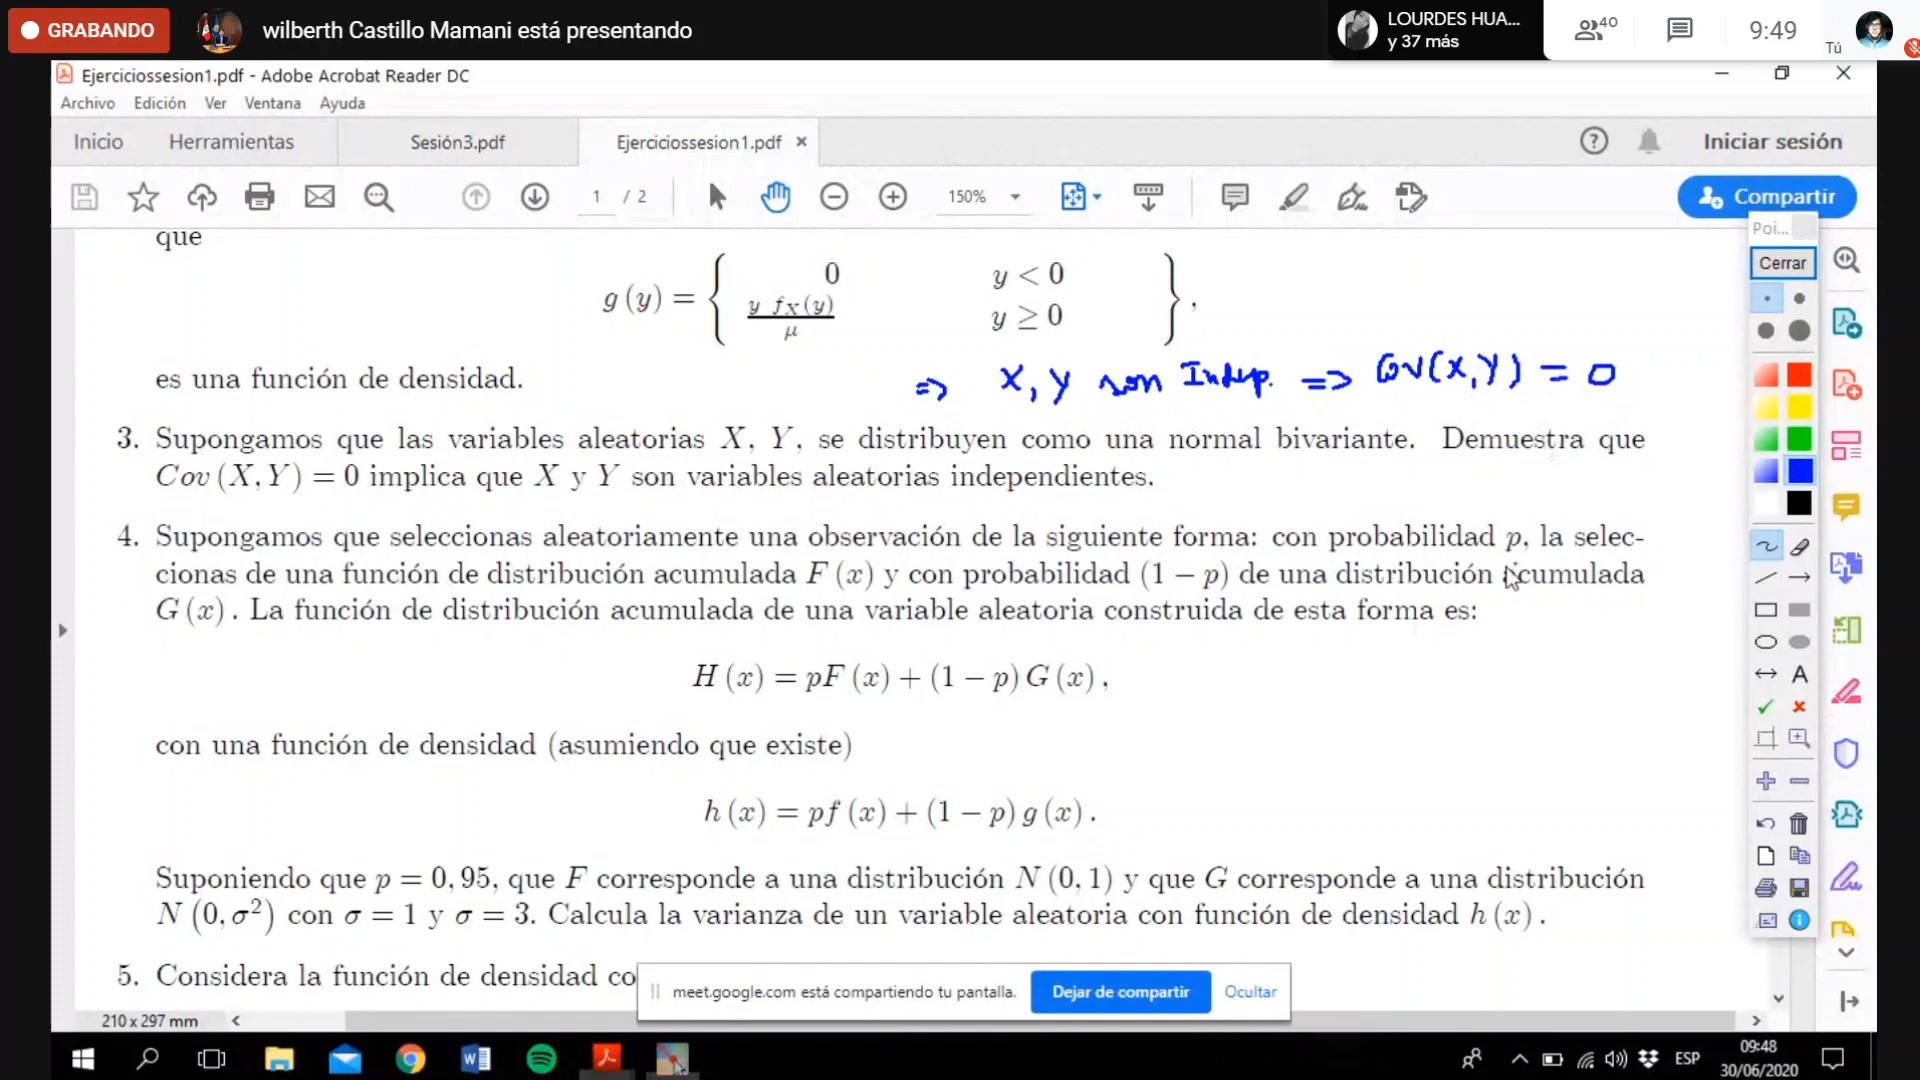 GRABANDO
wilberth Castillo Mamani está presentando
LOURDES HUA...
y 37 más
40
9:49
Tú
Ejerciciossesion1.pdf - Adobe Acrobat Reader DC
Archivo Edición Ver Ventana Ayuda
Inicio Herramientas Sesión3.pdf Ejerciciossesion1.pdf × Iniciar sesión
1 / 2 150% Compartir
Poi...
Cerrar
que
g (y) = { 0 y < 0
y f_X(y)/μ y ≥ 0 } ,
es una función de densidad.
=> X, Y son Indep. => Cov(X,Y) = 0
3. Supongamos que las variables aleatorias X, Y, se distribuyen como una normal bivariante. Demuestra que
Cov (X, Y) = 0 implica que X y Y son variables aleatorias independientes.
4. Supongamos que seleccionas aleatoriamente una observación de la siguiente forma: con probabilidad p, la selec-
cionas de una función de distribución acumulada F (x) y con probabilidad (1 − p) de una distribución acumulada
G (x) . La función de distribución acumulada de una variable aleatoria construida de esta forma es:
H (x) = pF (x) + (1 − p) G (x) ,
con una función de densidad (asumiendo que existe)
h (x) = pf (x) + (1 − p) g (x) .
Suponiendo que p = 0, 95, que F corresponde a una distribución N (0, 1) y que G corresponde a una distribución
N (0, σ²) con σ = 1 y σ = 3. Calcula la varianza de un variable aleatoria con función de densidad h (x) .
5. Considera la función de densidad co
meet.google.com está compartiendo tu pantalla. Dejar de compartir Ocultar
210 x 297 mm
A
ESP
09:48
30/06/2020